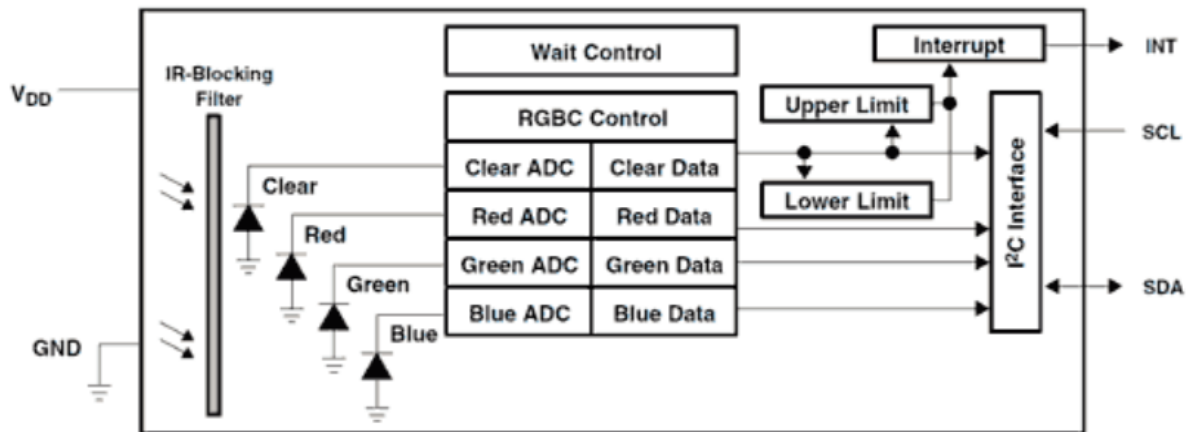 Wait Control
Interrupt
INT
IR-Blocking
Filter
V_DD
Upper Limit
RGBC Control
SCL
Clear ADC
Clear Data
Clear
Lower Limit
Red ADC
Red Data
Red
I²C Interface
Green ADC
Green Data
Green
SDA
Blue ADC
Blue Data
Blue
GND